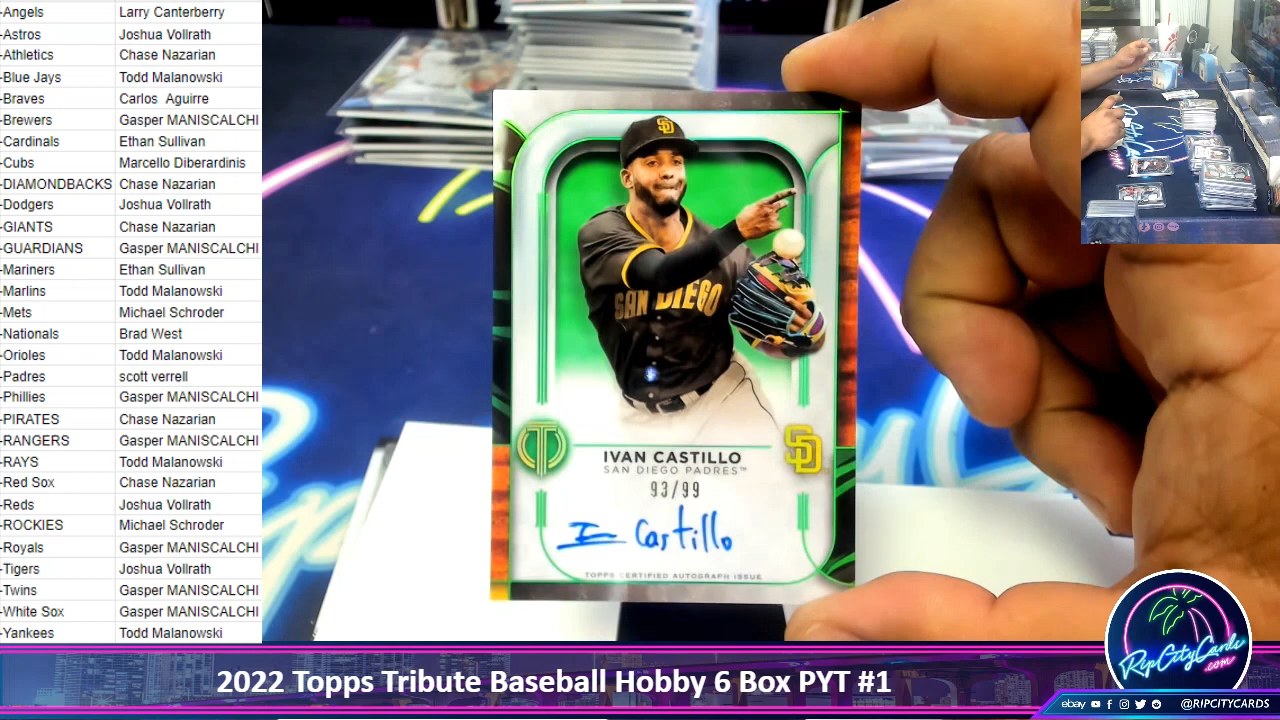 -Angels Larry Canterberry
-Astros Joshua Vollrath
-Athletics Chase Nazarian
-Blue Jays Todd Malanowski
-Braves Carlos Aguirre
-Brewers Gasper MANISCALCHI
-Cardinals Ethan Sullivan
-Cubs Marcello Diberardinis
-DIAMONDBACKS Chase Nazarian
-Dodgers Joshua Vollrath
-GIANTS Chase Nazarian
-GUARDIANS Gasper MANISCALCHI
-Mariners Ethan Sullivan
-Marlins Todd Malanowski
-Mets Michael Schroder
-Nationals Brad West
-Orioles Todd Malanowski
-Padres scott verrell
-Phillies Gasper MANISCALCHI
-PIRATES Chase Nazarian
-RANGERS Gasper MANISCALCHI
-RAYS Todd Malanowski
-Red Sox Chase Nazarian
-Reds Joshua Vollrath
-ROCKIES Michael Schroder
-Royals Gasper MANISCALCHI
-Tigers Joshua Vollrath
-Twins Gasper MANISCALCHI
-White Sox Gasper MANISCALCHI
-Yankees Todd Malanowski
SD
SAN DIEGO
T
SD
IVAN CASTILLO
SAN DIEGO PADRES™
93/99
I Castillo
TOPPS CERTIFIED AUTOGRAPH ISSUE
RipCityCards
.com
2022 Topps Tribute Baseball Hobby 6 Box PYT #1
ebay @RIPCITYCARDS